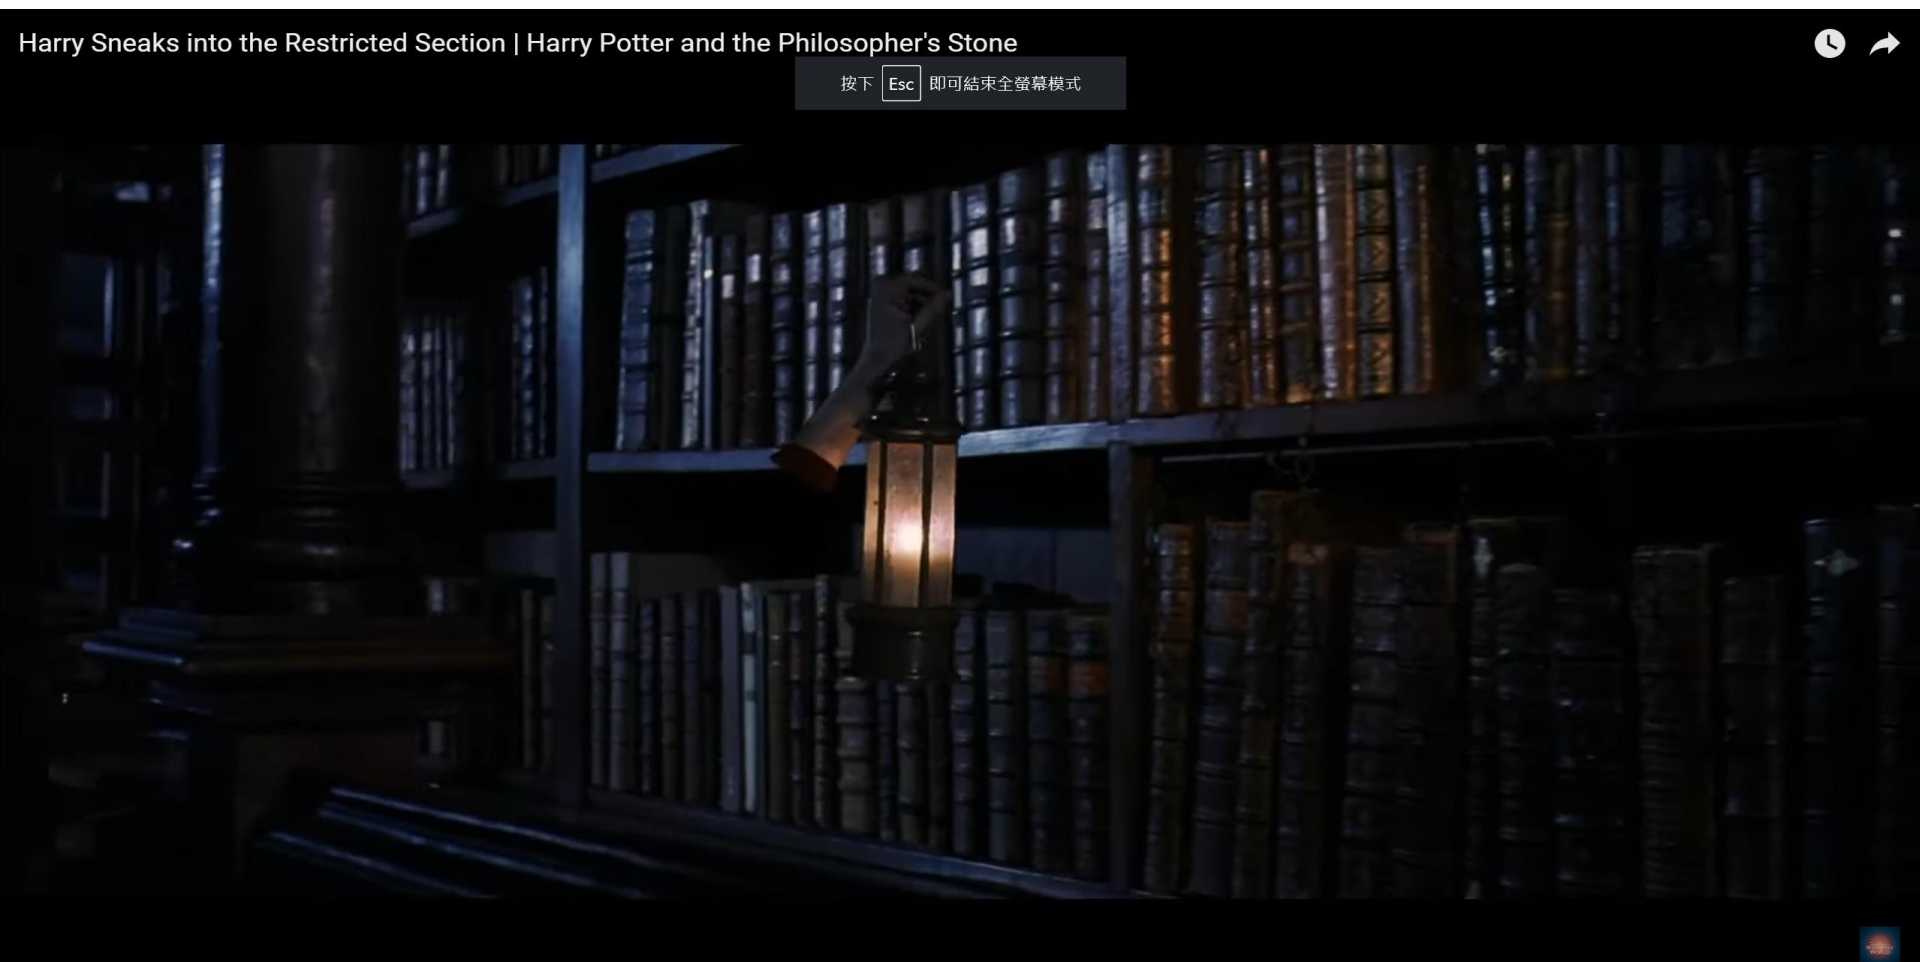 Harry Sneaks into the Restricted Section | Harry Potter and the Philosopher's Stone
按下 Esc 即可結束全螢幕模式